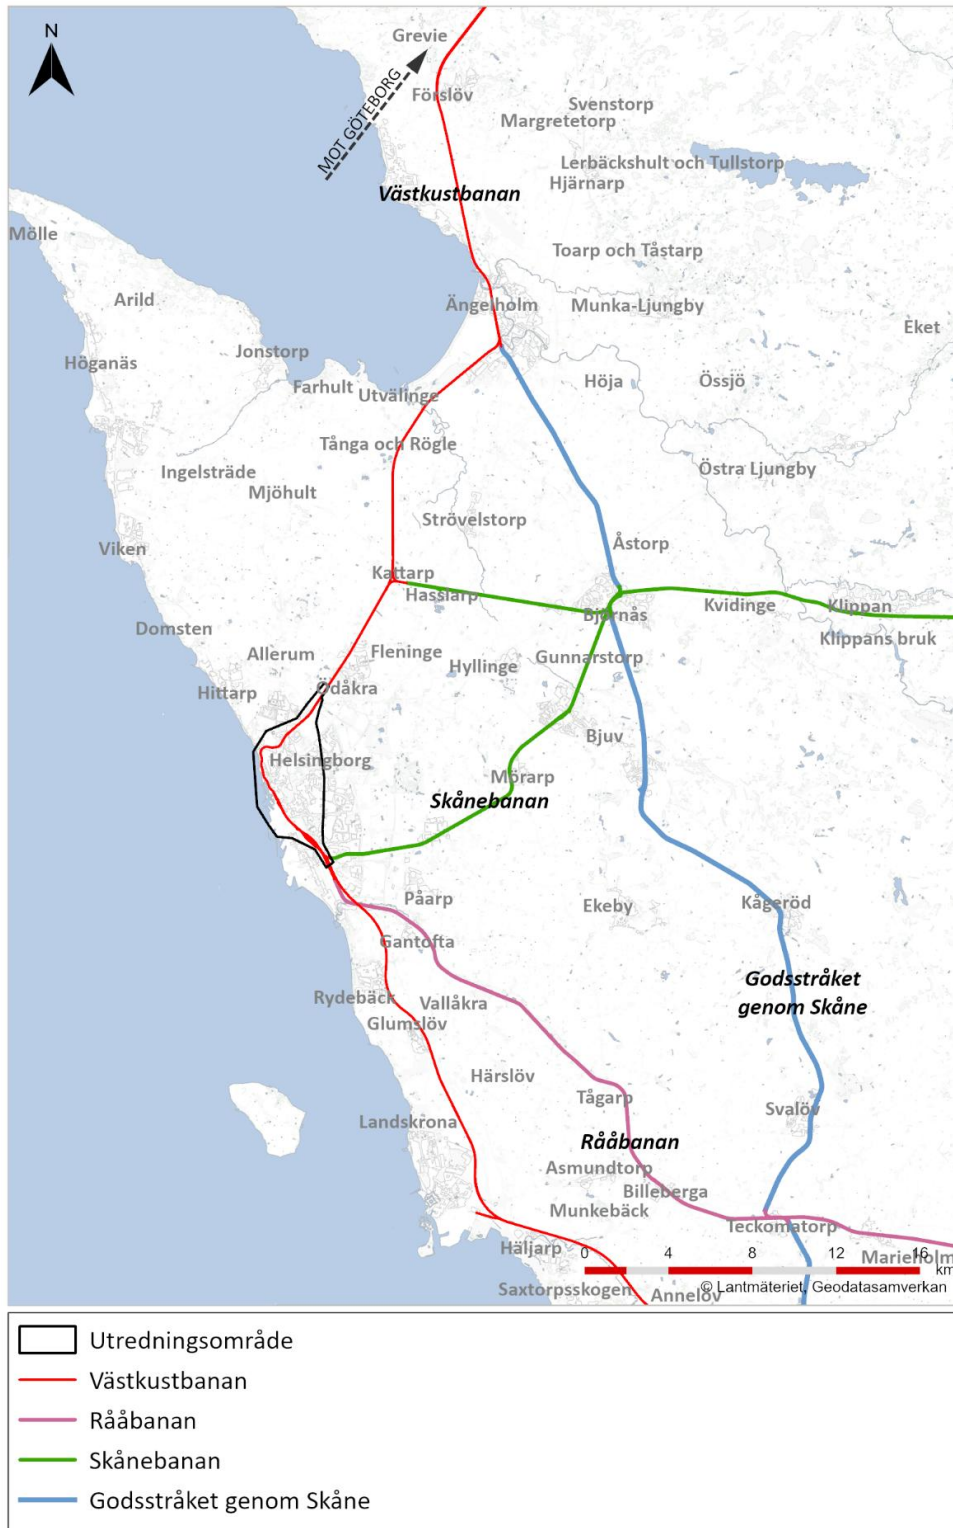 N
Grevie
MOT GÖTEBORG
Förslöv
Svenstorp
Margretetorp
Lerbäckshult och Tullstorp
Hjärnarp
Västkustbanan
Mölle
Toarp och Tåstarp
Arild
Ängelholm
Munka-Ljungby
Eket
Höganäs
Jonstorp
Farhult
Utvälinge
Höja
Össjö
Tånga och Rögle
Ingelsträde
Mjöhult
Östra Ljungby
Strövelstorp
Viken
Åstorp
Kattarp
Hasslarp
Kvidinge
Klippan
Björnås
Domsten
Klippans bruk
Allerum
Fleninge
Hyllinge
Gunnarstorp
Hittarp
Ödåkra
Bjuv
Helsingborg
Mörarp
Skånebanan
Påarp
Ekeby
Kågeröd
Gantofta
Godsstråket
genom Skåne
Rydebäck
Vallåkra
Glumslöv
Härslöv
Tågarp
Svalöv
Landskrona
Rååbanan
Asmundtorp
Billeberga
Munkebäck
Teckomatorp
Häljarp
Marieholm
0 4 8 12 16
km
Saxtorpsskogen
Annelöv
© Lantmäteriet, Geodatasamverkan
Utredningsområde
Västkustbanan
Rååbanan
Skånebanan
Godsstråket genom Skåne